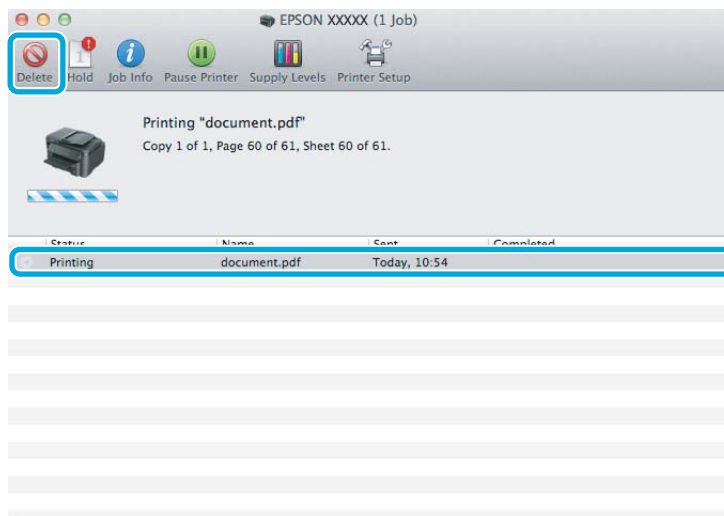 EPSON XXXXX (1 Job)
Delete Hold Job Info Pause Printer Supply Levels Printer Setup
Printing "document.pdf"
Copy 1 of 1, Page 60 of 61, Sheet 60 of 61.
Status Name Sent Completed
Printing document.pdf Today, 10:54